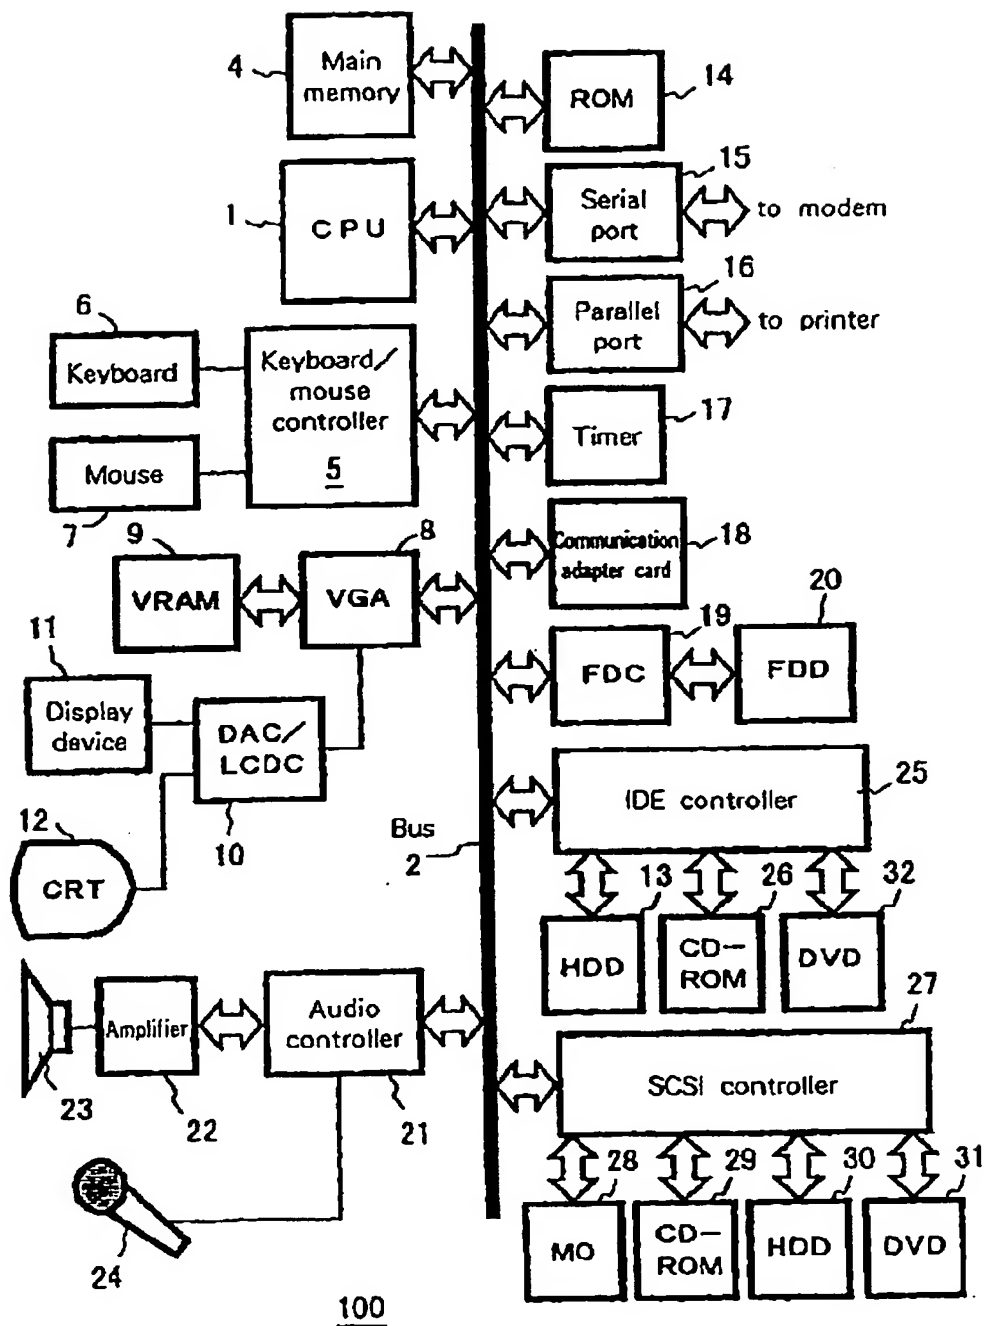 4
Main
memory
ROM
14
1
CPU
15
Serial
port
to modem
16
Parallel
port
to printer
6
Keyboard
Keyboard/
mouse
controller
5
Mouse
7
17
Timer
18
Communication
adapter card
9
VRAM
8
VGA
19
FDC
20
FDD
11
Display
device
DAC/
LCDC
10
12
CRT
Bus
2
25
IDE controller
13
HDD
26
CD-
ROM
32
DVD
23
Amplifier
22
Audio
controller
21
24
27
SCSI controller
28
MO
29
CD-
ROM
30
HDD
31
DVD
100